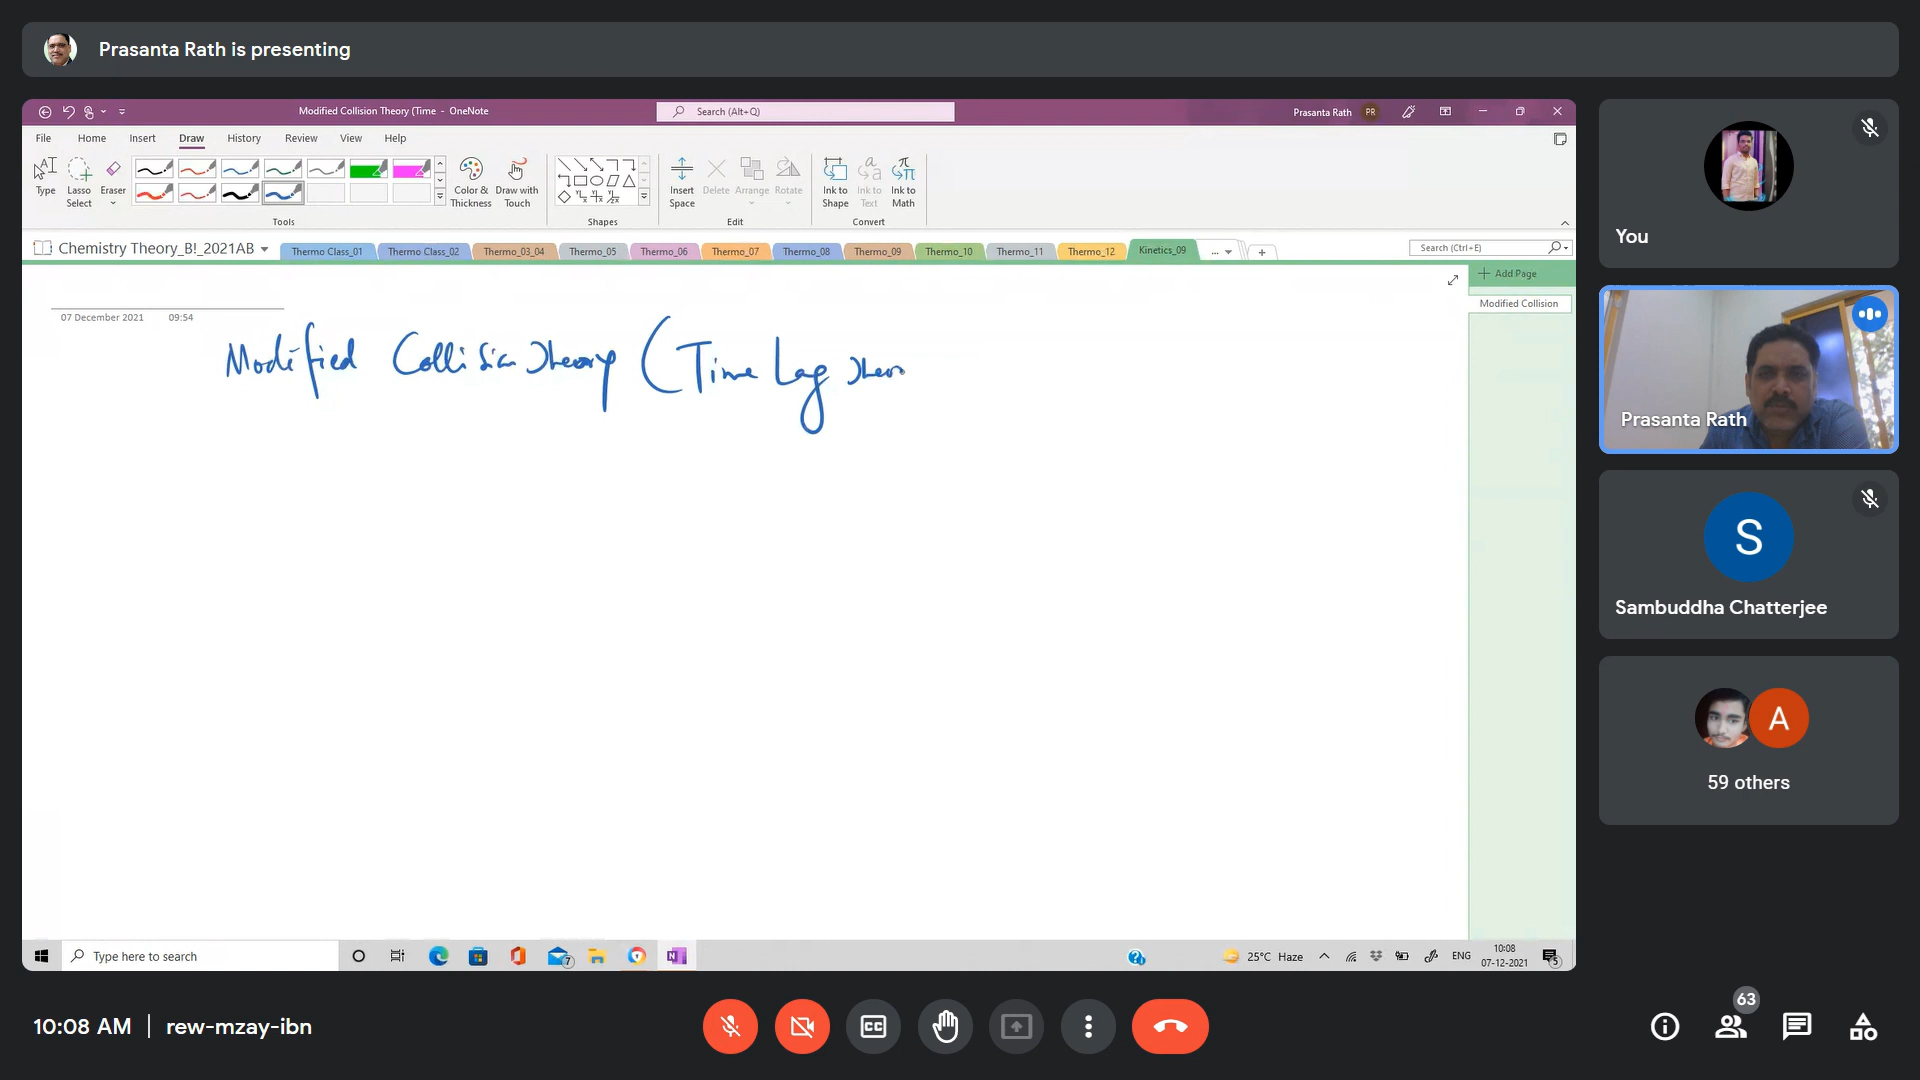 Prasanta Rath is presenting
Modified Collision Theory (Time - OneNote
Search (Alt+Q)
Prasanta Rath
PR
File Home Insert Draw History Review View Help
Type
Lasso Select
Eraser
Color & Thickness
Draw with Touch
Insert Space
Delete
Arrange
Rotate
Ink to Shape
Ink to Text
Ink to Math
Tools
Shapes
Edit
Convert
Chemistry Theory_B!_2021AB
Thermo Class_01 Thermo Class_02 Thermo_03_04 Thermo_05 Thermo_06 Thermo_07 Thermo_08 Thermo_09 Thermo_10 Thermo_11 Thermo_12 Kinetics_09 ...
Search (Ctrl+E)
Add Page
Modified Collision
07 December 2021 09:54
Modified Collision Theory (Time Lag Theo
You
Prasanta Rath
S
Sambuddha Chatterjee
A
59 others
Type here to search
7
25°C Haze
ENG
10:08
07-12-2021
5
10:08 AM | rew-mzay-ibn
CC
63